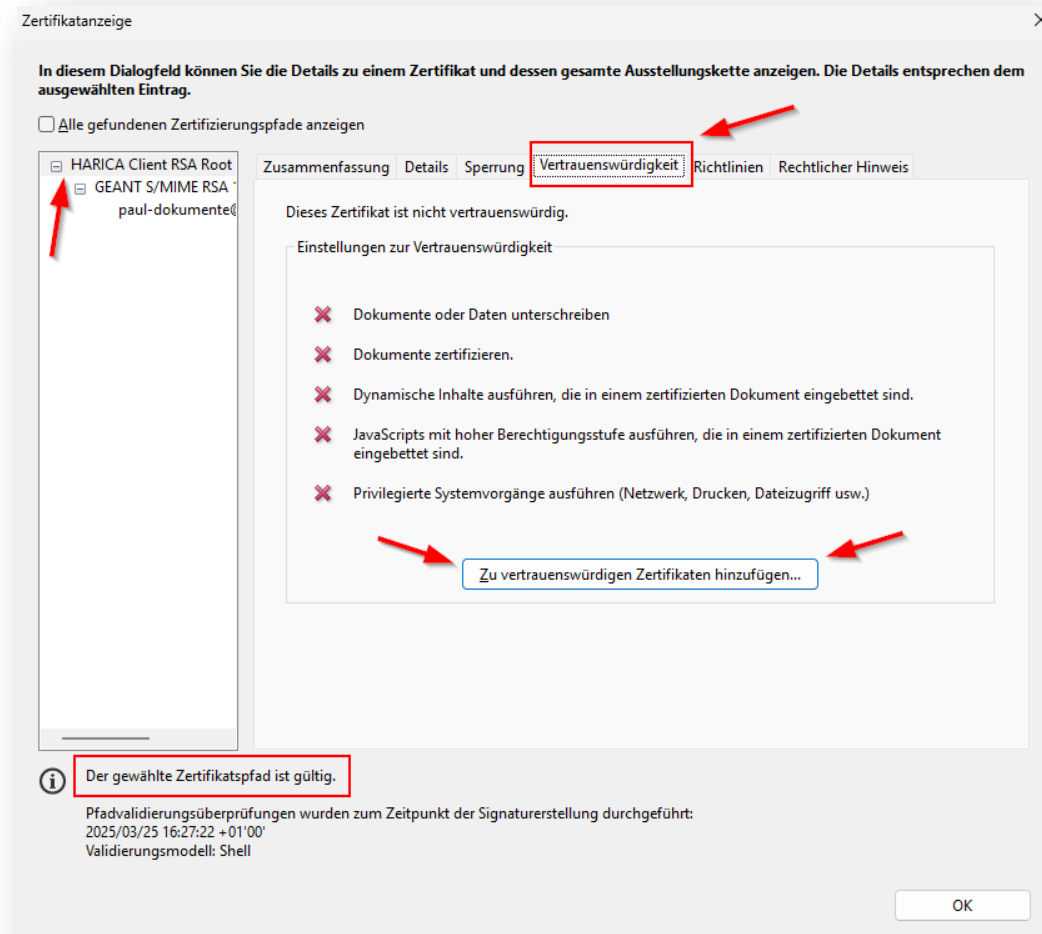 Zertifikatanzeige
In diesem Dialogfeld können Sie die Details zu einem Zertifikat und dessen gesamte Ausstellungskette anzeigen. Die Details entsprechen dem
ausgewählten Eintrag.
Alle gefundenen Zertifizierungspfade anzeigen
HARICA Client RSA Root
GEANT S/MIME RSA
paul-dokumente@
Zusammenfassung Details Sperrung Vertrauenswürdigkeit Richtlinien Rechtlicher Hinweis
Dieses Zertifikat ist nicht vertrauenswürdig.
Einstellungen zur Vertrauenswürdigkeit
Dokumente oder Daten unterschreiben
Dokumente zertifizieren.
Dynamische Inhalte ausführen, die in einem zertifizierten Dokument eingebettet sind.
JavaScripts mit hoher Berechtigungsstufe ausführen, die in einem zertifizierten Dokument
eingebettet sind.
Privilegierte Systemvorgänge ausführen (Netzwerk, Drucken, Dateizugriff usw.)
Zu vertrauenswürdigen Zertifikaten hinzufügen...
Der gewählte Zertifikatspfad ist gültig.
Pfadvalidierungsüberprüfungen wurden zum Zeitpunkt der Signaturerstellung durchgeführt:
2025/03/25 16:27:22 +01'00'
Validierungsmodell: Shell
OK